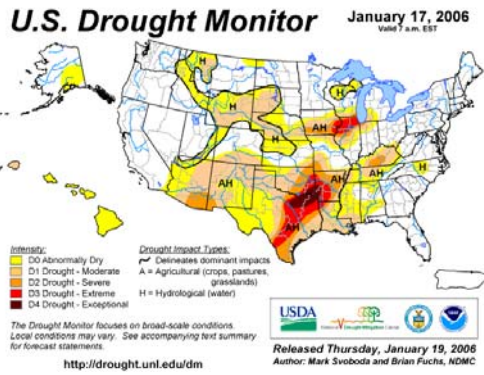 U.S. Drought Monitor
January 17, 2006
Valid 7 a.m. EST
H
H
H
H
AH
AH
AH
H
AH
AH
Intensity:
D0 Abnormally Dry
D1 Drought - Moderate
D2 Drought - Severe
D3 Drought - Extreme
D4 Drought - Exceptional
Drought Impact Types:
Delineates dominant impacts
A = Agricultural (crops, pastures,
grasslands)
H = Hydrological (water)
The Drought Monitor focuses on broad-scale conditions.
Local conditions may vary. See accompanying text summary
for forecast statements.
http://drought.unl.edu/dm
USDA
National Drought Mitigation Center
Released Thursday, January 19, 2006
Author: Mark Svoboda and Brian Fuchs, NDMC